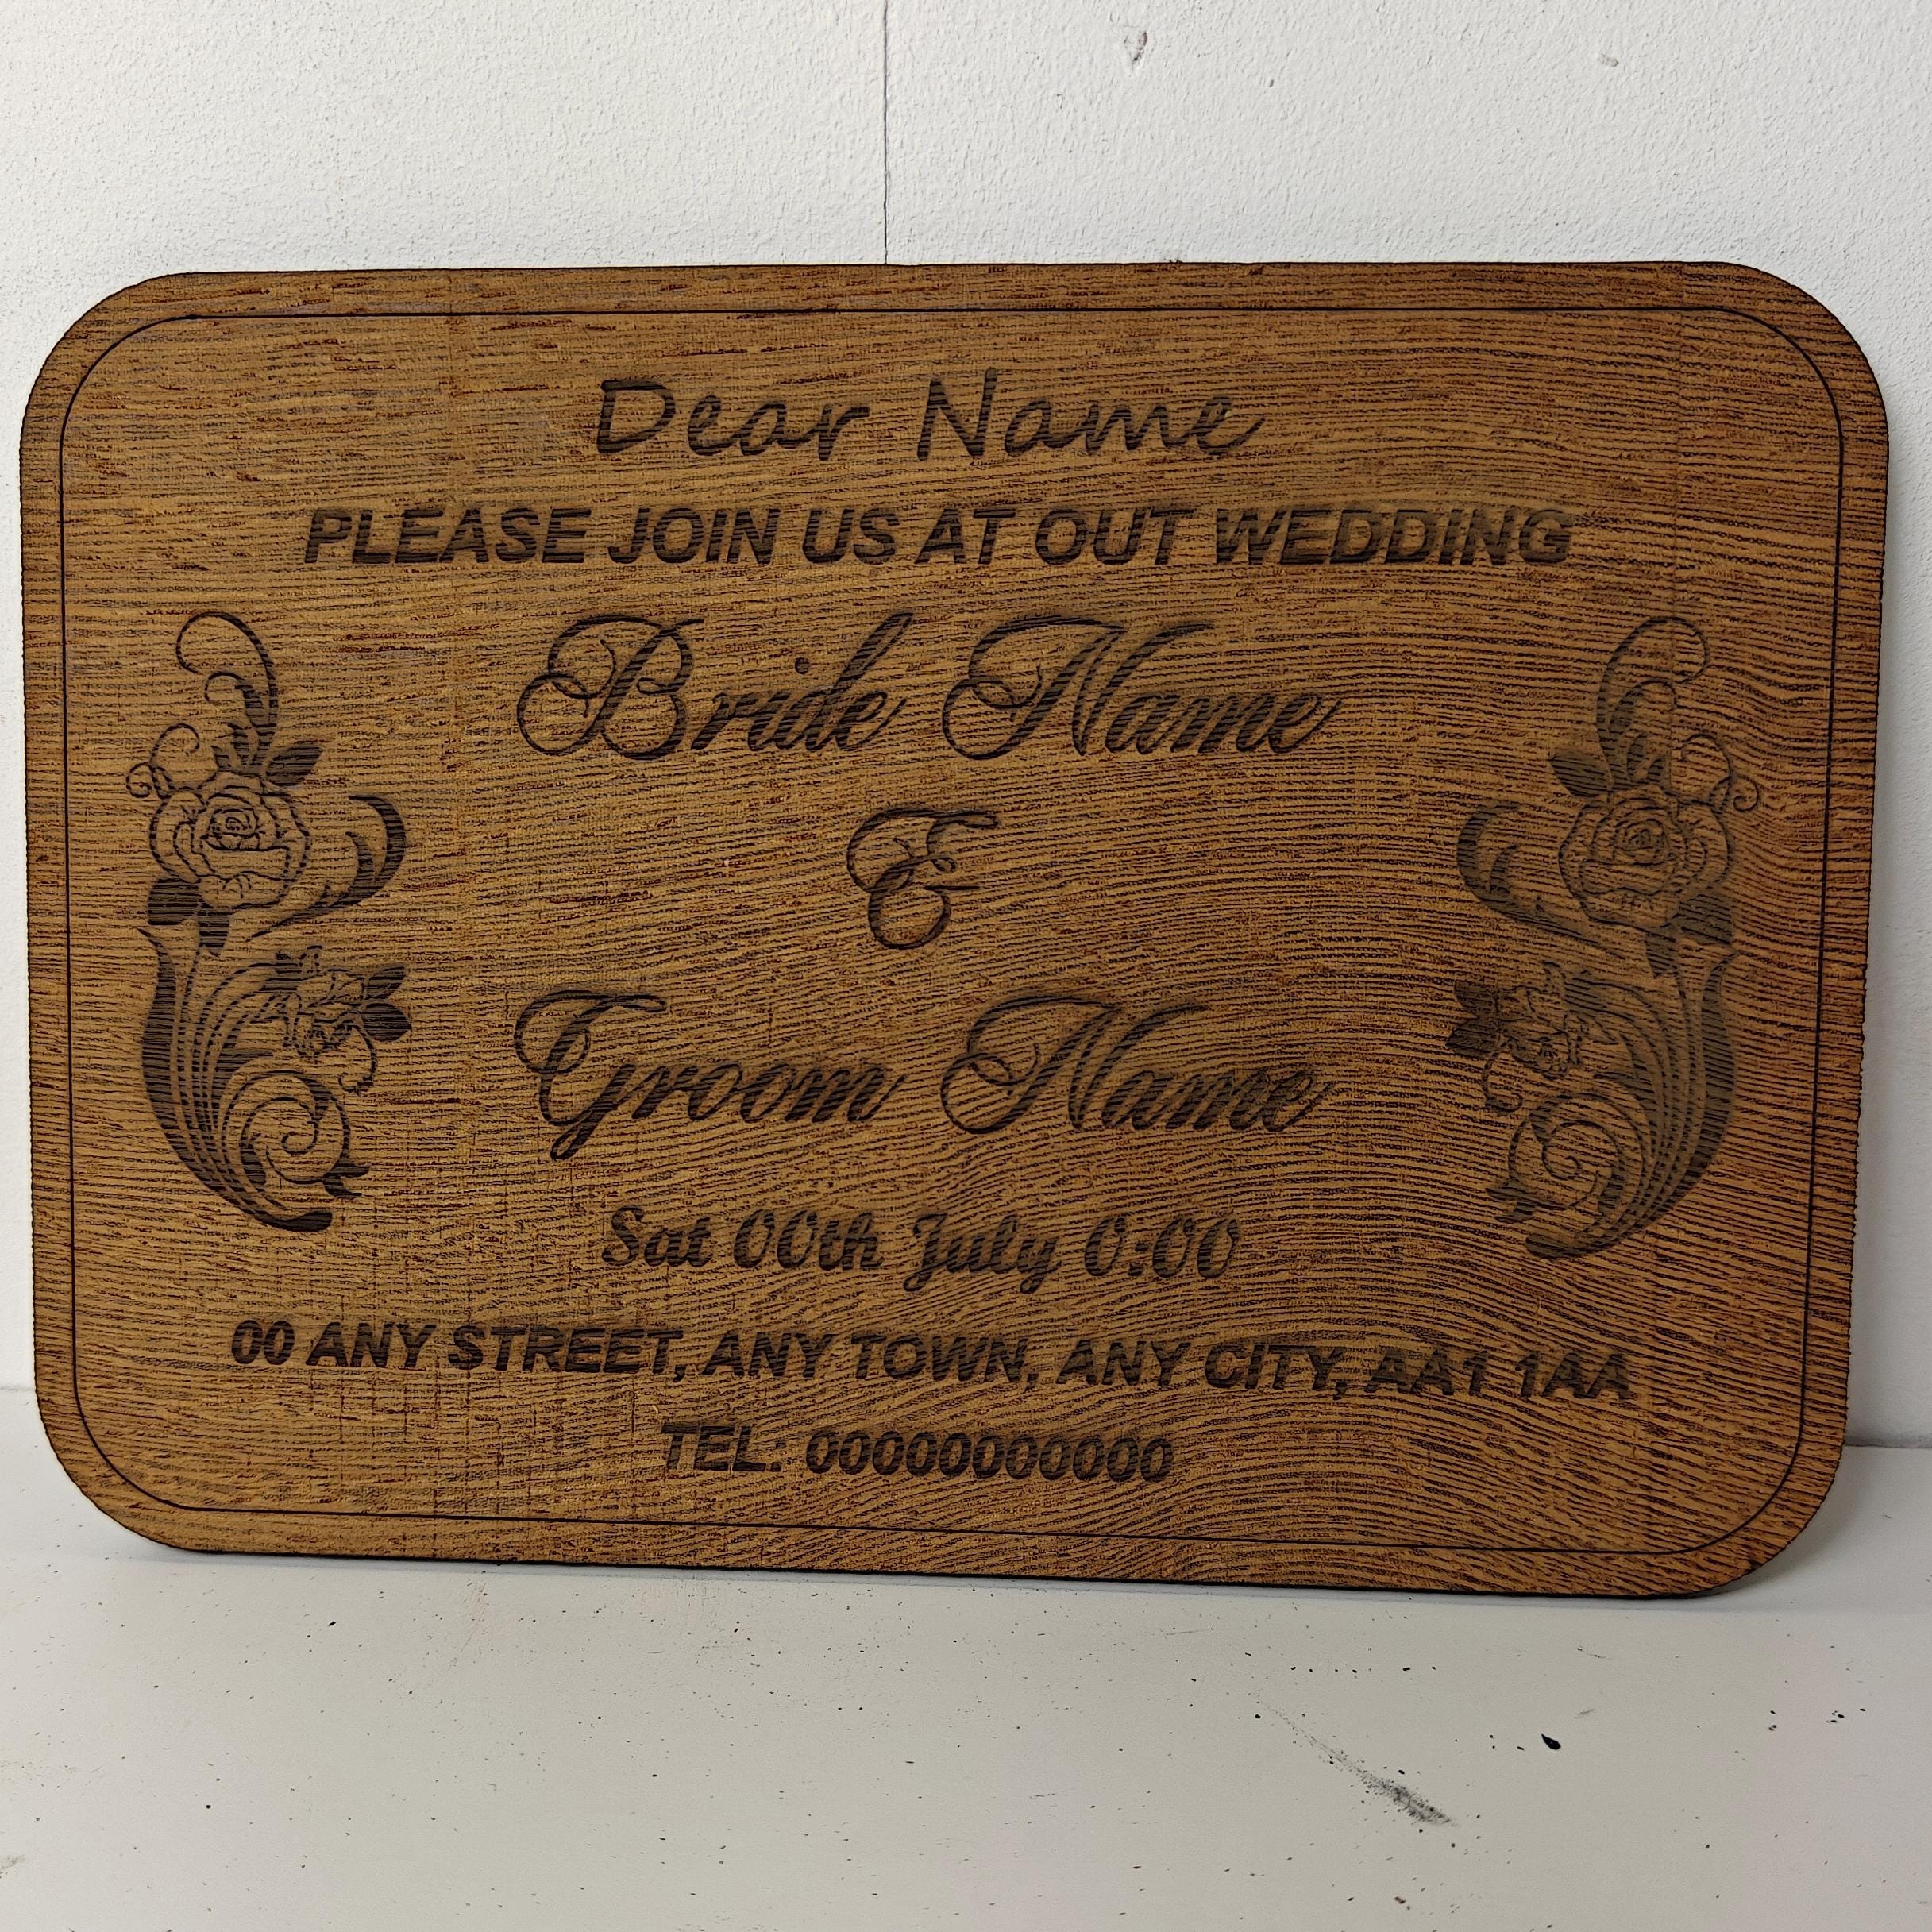 Dear Name
PLEASE JOIN US AT OUT WEDDING
Bride Name
&
Groom Name
Sat 00th July 0:00
00 ANY STREET, ANY TOWN, ANY CITY, AA1 1AA
TEL: 00000000000